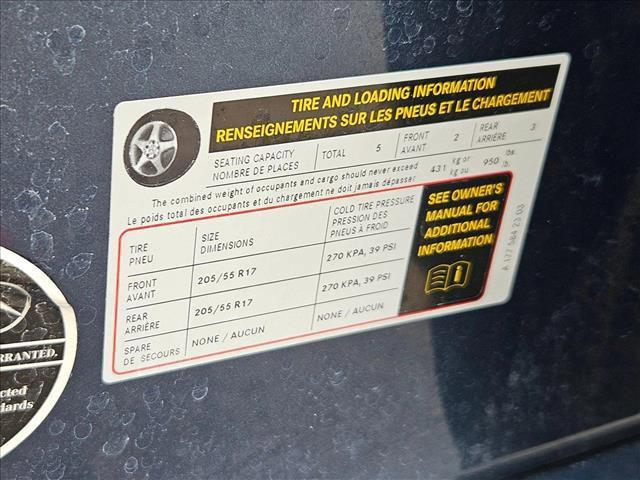 TIRE AND LOADING INFORMATION
RENSEIGNEMENTS SUR LES PNEUS ET LE CHARGEMENT
SEATING CAPACITY
NOMBRE DE PLACES
TOTAL 5
FRONT
AVANT
2
REAR
ARRIÈRE
3
The combined weight of occupants and cargo should never exceed
Le poids total des occupants et du chargement ne doit jamais dépasser
431 kg or
kg ou
950 lbs.
lb.
TIRE
PNEU
SIZE
DIMENSIONS
COLD TIRE PRESSURE
PRESSION DES
PNEUS À FROID
FRONT
AVANT
205/55 R17
270 KPA, 39 PSI
REAR
ARRIÈRE
205/55 R17
270 KPA, 39 PSI
SPARE
DE SECOURS
NONE / AUCUN
NONE / AUCUN
SEE OWNER'S
MANUAL FOR
ADDITIONAL
INFORMATION
A 177 584 23 03
ARRANTED.
cted
dards